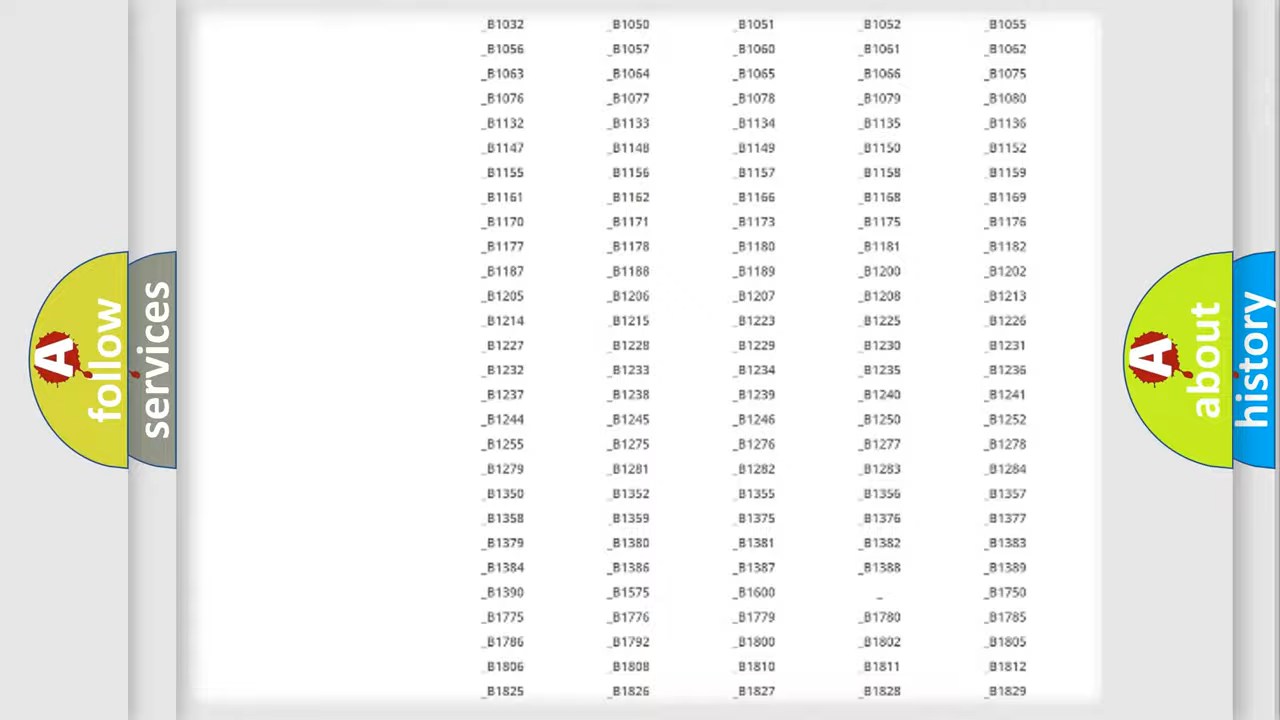 _B1032 _B1050 _B1051 _B1052 _B1055
_B1056 _B1057 _B1060 _B1061 _B1062
_B1063 _B1064 _B1065 _B1066 _B1075
_B1076 _B1077 _B1078 _B1079 _B1080
_B1132 _B1133 _B1134 _B1135 _B1136
_B1147 _B1148 _B1149 _B1150 _B1152
_B1155 _B1156 _B1157 _B1158 _B1159
_B1161 _B1162 _B1166 _B1168 _B1169
_B1170 _B1171 _B1173 _B1175 _B1176
_B1177 _B1178 _B1180 _B1181 _B1182
_B1187 _B1188 _B1189 _B1200 _B1202
_B1205 _B1206 _B1207 _B1208 _B1213
_B1214 _B1215 _B1223 _B1225 _B1226
_B1227 _B1228 _B1229 _B1230 _B1231
_B1232 _B1233 _B1234 _B1235 _B1236
_B1237 _B1238 _B1239 _B1240 _B1241
_B1244 _B1245 _B1246 _B1250 _B1252
_B1255 _B1275 _B1276 _B1277 _B1278
_B1279 _B1281 _B1282 _B1283 _B1284
_B1350 _B1352 _B1355 _B1356 _B1357
_B1358 _B1359 _B1375 _B1376 _B1377
_B1379 _B1380 _B1381 _B1382 _B1383
_B1384 _B1386 _B1387 _B1388 _B1389
_B1390 _B1575 _B1600 _ _B1750
_B1775 _B1776 _B1779 _B1780 _B1785
_B1786 _B1792 _B1800 _B1802 _B1805
_B1806 _B1808 _B1810 _B1811 _B1812
_B1825 _B1826 _B1827 _B1828 _B1829
A
follow
services
A
about
history